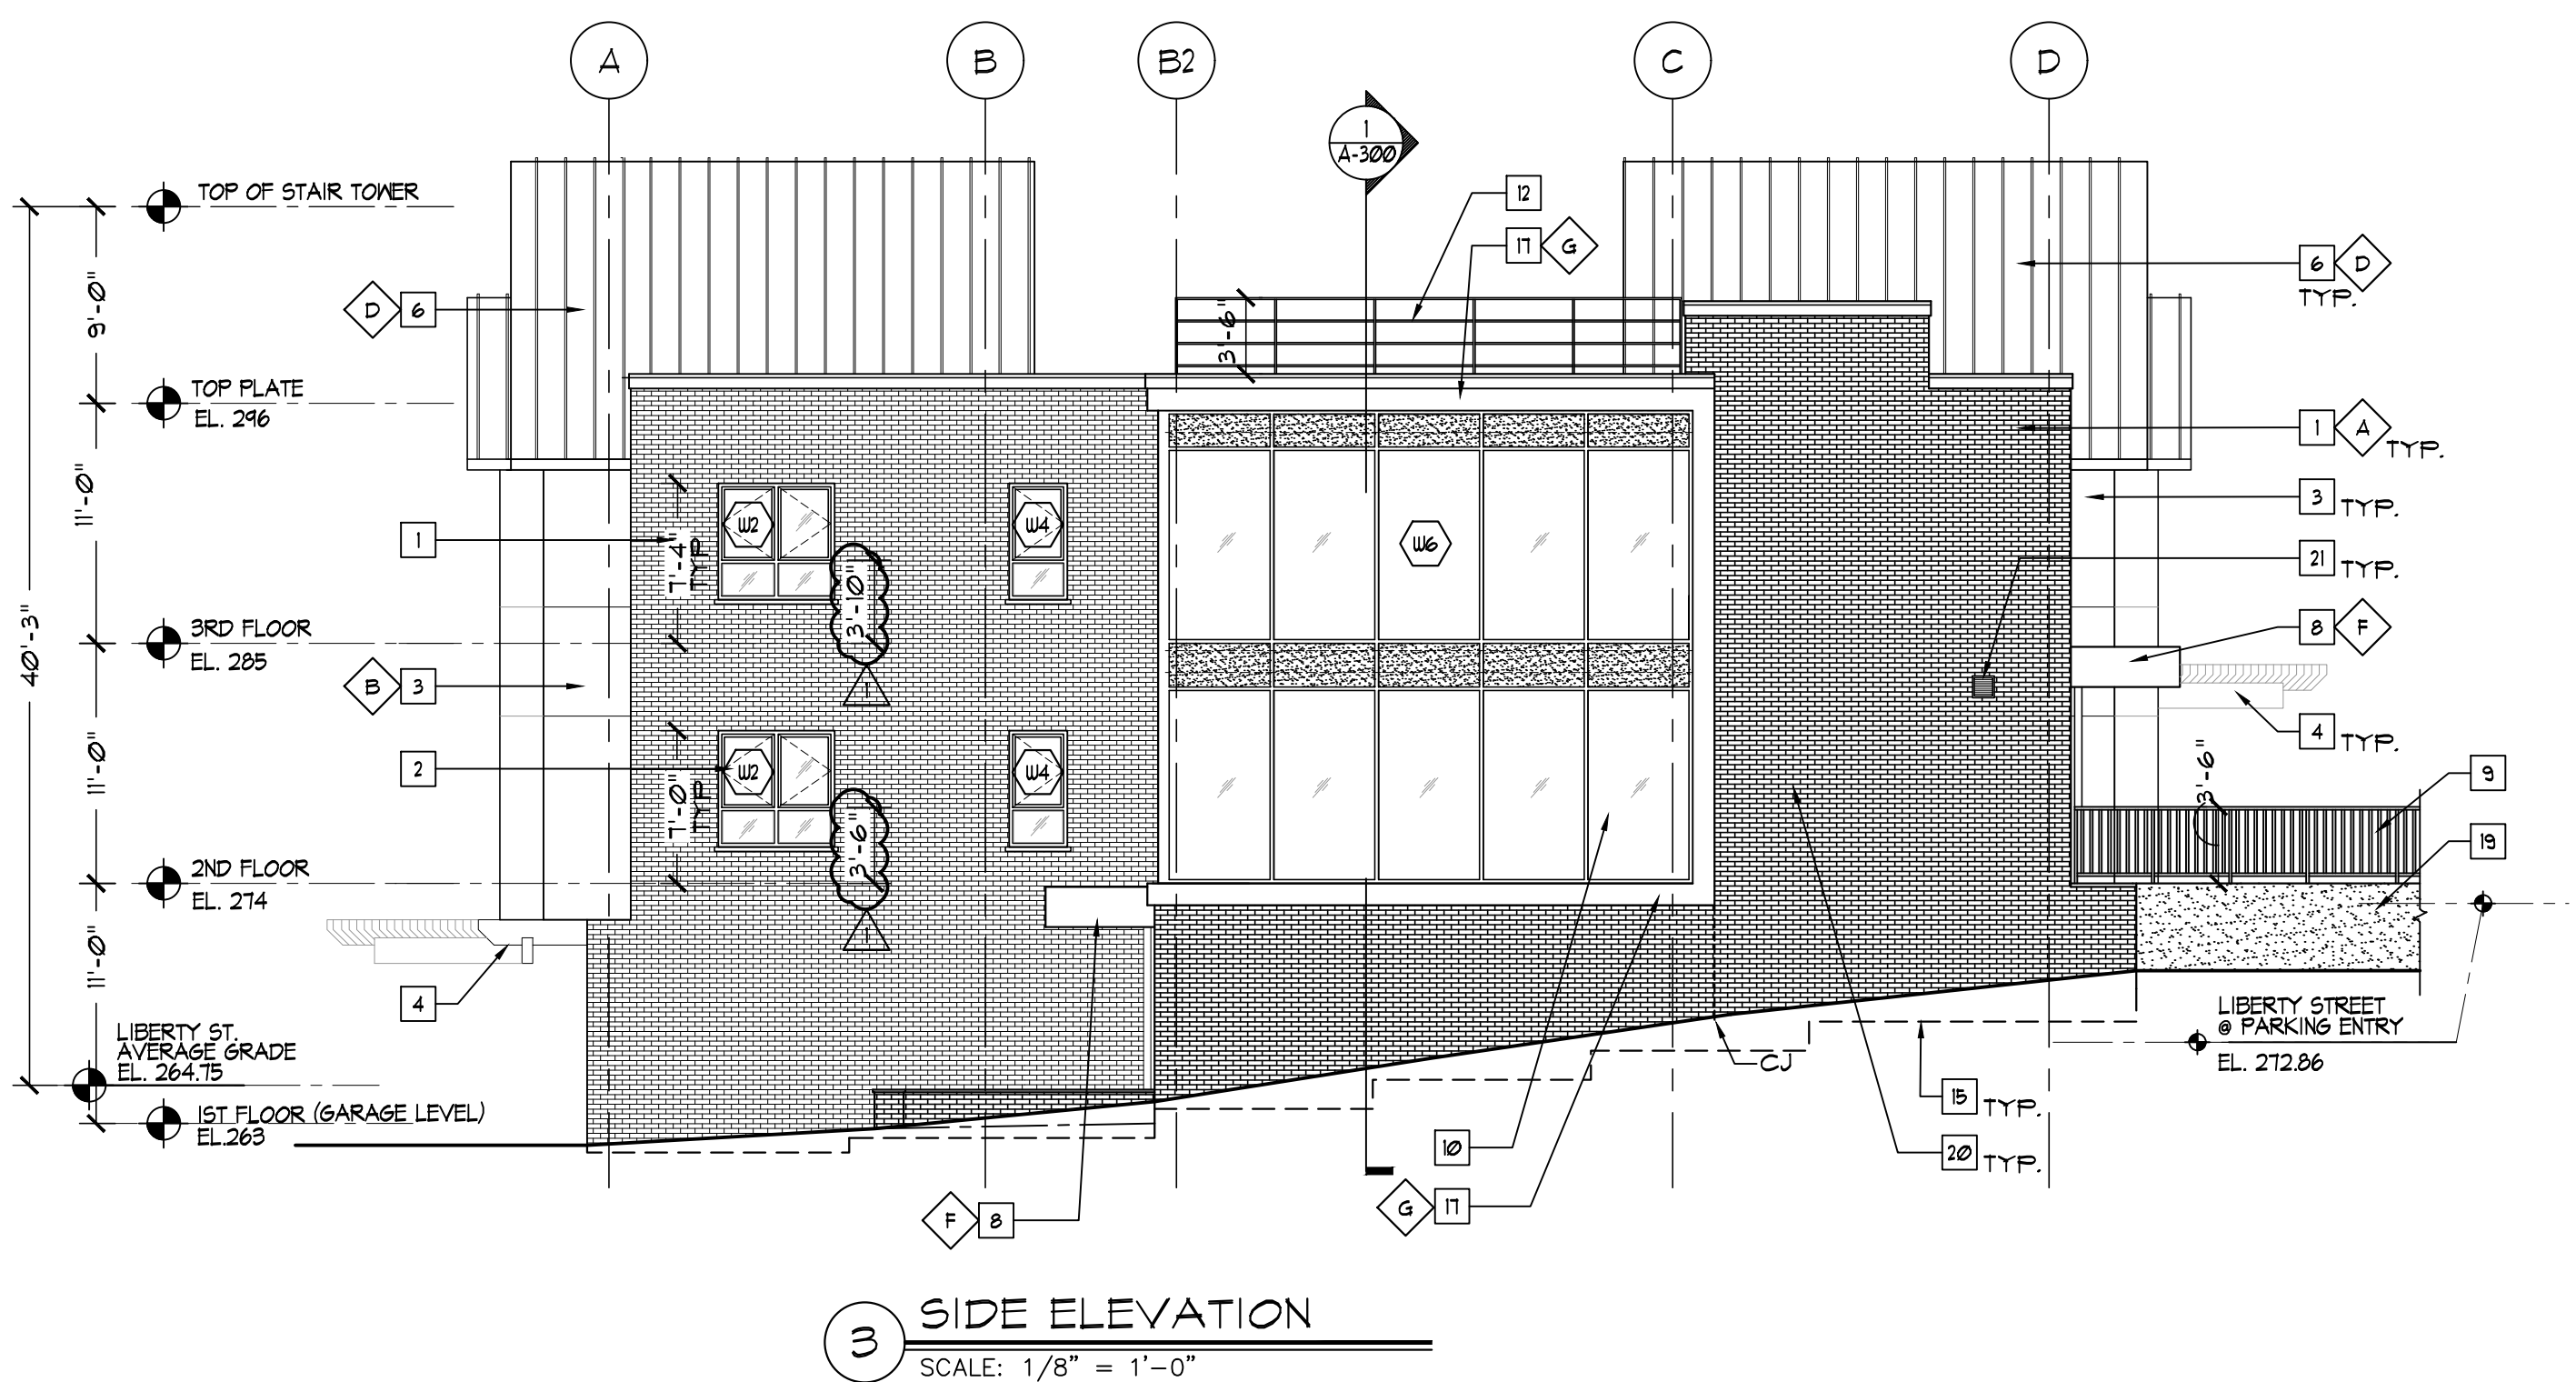 A
B
B2
C
D
1
A-300
TOP OF STAIR TOWER
12
17 G
9'-0"
D 6
6 D
TYP.
3'-6"
TOP PLATE
EL. 296
1 A
TYP.
11'-0"
3 TYP.
1
W2
W4
W6
7'-4"
TYP
3'-10"
21 TYP.
40'-3"
3RD FLOOR
EL. 285
8 F
B 3
1
4 TYP.
11'-0"
2
W2
W4
7'-0"
TYP
3'-6"
3'-6"
9
19
2ND FLOOR
EL. 274
1
11'-0"
4
LIBERTY ST.
AVERAGE GRADE
EL. 264.75
LIBERTY STREET
@ PARKING ENTRY
EL. 272.86
CJ
15 TYP.
1ST FLOOR (GARAGE LEVEL)
EL.263
10
20 TYP.
F 8
G 17
3
SIDE ELEVATION
SCALE: 1/8" = 1'-0"